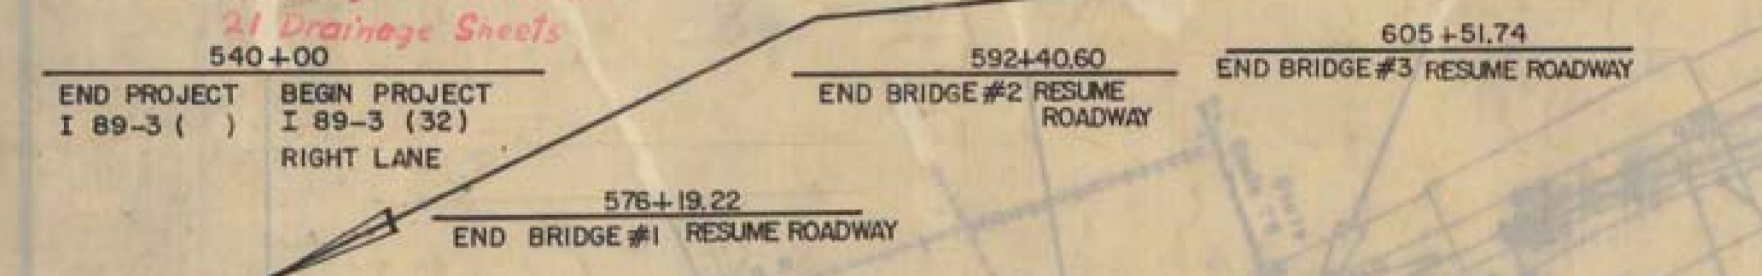 21 Drainage Sheets
540+00
END PROJECT BEGIN PROJECT
I 89-3 ( ) I 89-3 (32)
RIGHT LANE
576+19.22
END BRIDGE #1 RESUME ROADWAY
592+40.60
END BRIDGE #2 RESUME
ROADWAY
605+51.74
END BRIDGE #3 RESUME ROADWAY